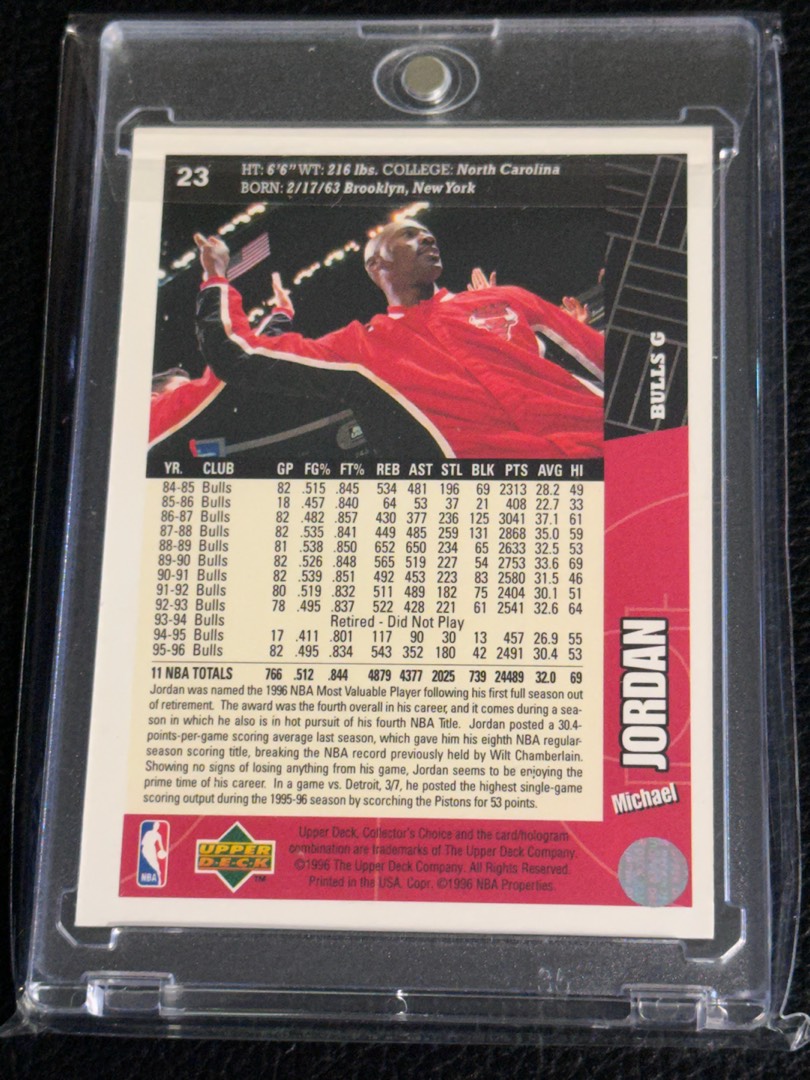 23
HT: 6'6" WT: 216 lbs. COLLEGE: North Carolina
BORN: 2/17/63 Brooklyn, New York
BULLS G
YR. CLUB GP FG% FT% REB AST STL BLK PTS AVG HI
84-85 Bulls 82 .515 .845 534 481 196 69 2313 28.2 49
85-86 Bulls 18 .457 .840 64 53 37 21 408 22.7 33
86-87 Bulls 82 .482 .857 430 377 236 125 3041 37.1 61
87-88 Bulls 82 .535 .841 449 485 259 131 2868 35.0 59
88-89 Bulls 81 .538 .850 652 650 234 65 2633 32.5 53
89-90 Bulls 82 .526 .848 565 519 227 54 2753 33.6 69
90-91 Bulls 82 .539 .851 492 453 223 83 2580 31.5 46
91-92 Bulls 80 .519 .832 511 489 182 75 2404 30.1 51
92-93 Bulls 78 .495 .837 522 428 221 61 2541 32.6 64
93-94 Bulls Retired - Did Not Play
94-95 Bulls 17 .411 .801 117 90 30 13 457 26.9 55
95-96 Bulls 82 .495 .834 543 352 180 42 2491 30.4 53
11 NBA TOTALS 766 .512 .844 4879 4377 2025 739 24489 32.0 69
Jordan was named the 1996 NBA Most Valuable Player following his first full season out
of retirement. The award was the fourth overall in his career, and it comes during a sea-
son in which he also is in hot pursuit of his fourth NBA Title. Jordan posted a 30.4-
points-per-game scoring average last season, which gave him his eighth NBA regular-
season scoring title, breaking the NBA record previously held by Wilt Chamberlain.
Showing no signs of losing anything from his game, Jordan seems to be enjoying the
prime time of his career. In a game vs. Detroit, 3/7, he posted the highest single-game
scoring output during the 1995-96 season by scorching the Pistons for 53 points.
Michael
JORDAN
NBA
UPPER
DECK
TM
Upper Deck, Collector's Choice and the card/hologram
combination are trademarks of The Upper Deck Company.
©1996 The Upper Deck Company. All Rights Reserved.
Printed in the USA. Copr. ©1996 NBA Properties.